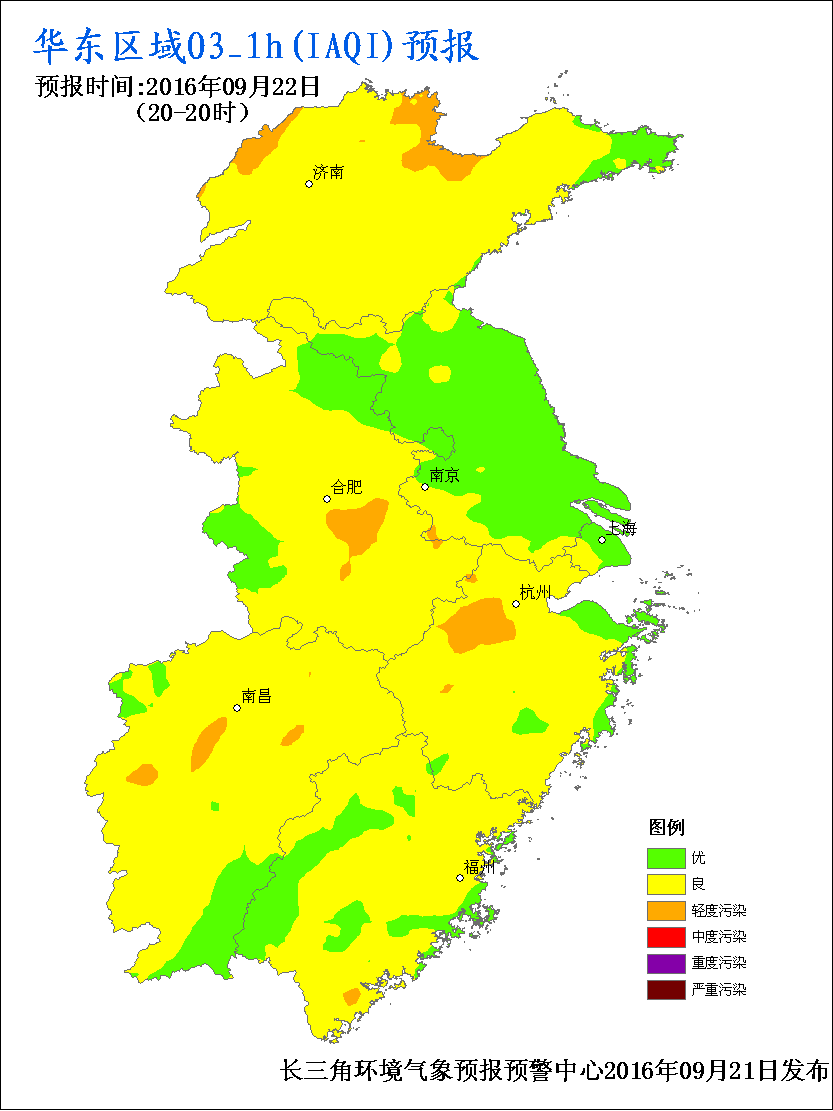 华东区域O3_1h(IAQI)预报
预报时间:2016年09月22日
（20-20时）
济南
南京
合肥
上海
杭州
南昌
福州
图例
优
良
轻度污染
中度污染
重度污染
严重污染
长三角环境气象预报预警中心2016年09月21日发布